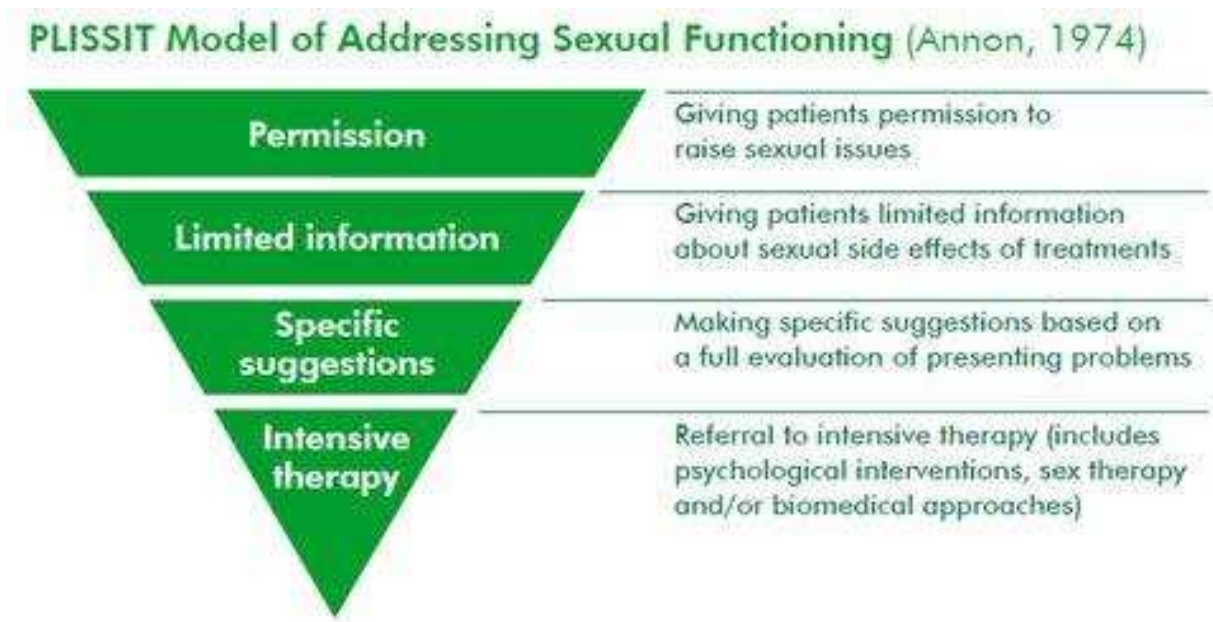 PLISSIT Model of Addressing Sexual Functioning (Annon, 1974)
Permission
Giving patients permission to
raise sexual issues
Limited information
Giving patients limited information
about sexual side effects of treatments
Specific
suggestions
Making specific suggestions based on
a full evaluation of presenting problems
Intensive
therapy
Referral to intensive therapy (includes
psychological interventions, sex therapy
and/or biomedical approaches)